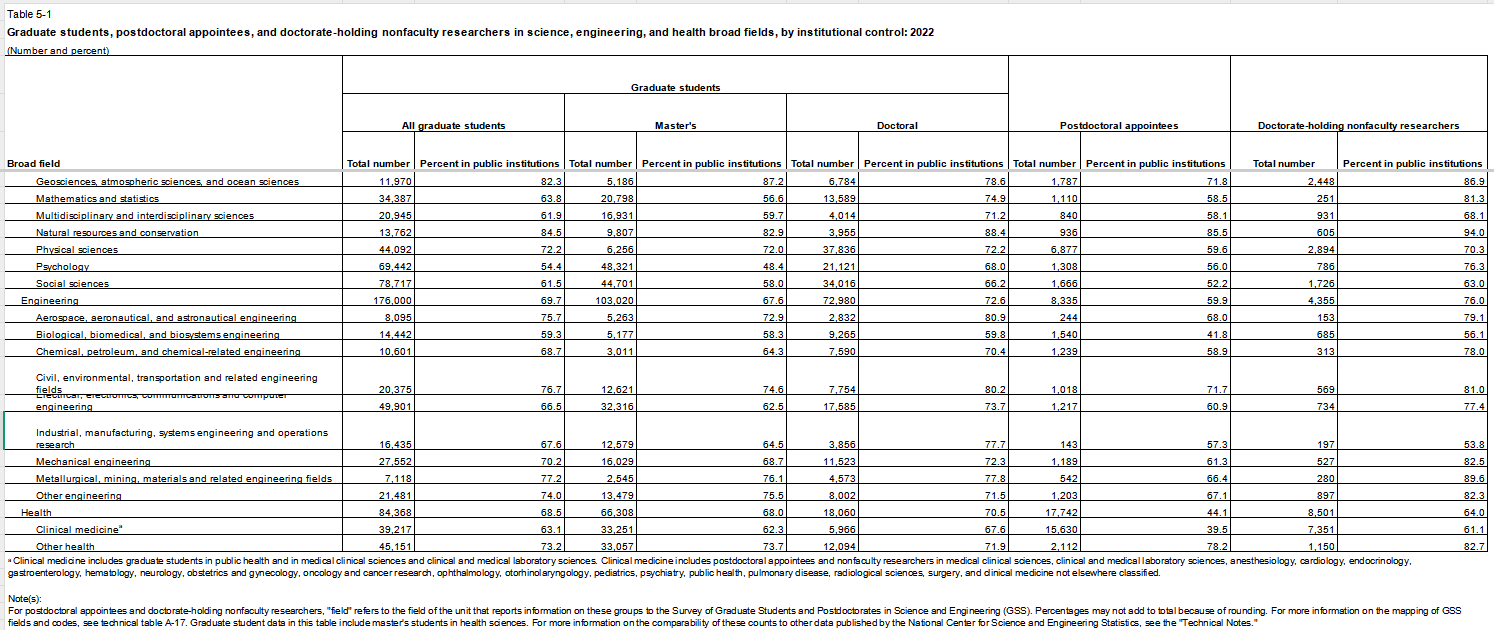 Table 5-1
Graduate students, postdoctoral appointees, and doctorate-holding nonfaculty researchers in science, engineering, and health broad fields, by institutional control: 2022
(Number and percent)
Graduate students
All graduate students Master's Doctoral Postdoctoral appointees Doctorate-holding nonfaculty researchers
Broad field Total number Percent in public institutions Total number Percent in public institutions Total number Percent in public institutions Total number Percent in public institutions Total number Percent in public institutions
Geosciences, atmospheric sciences, and ocean sciences 11,970 82.3 5,186 87.2 6,784 78.6 1,787 71.8 2,448 86.9
Mathematics and statistics 34,387 63.8 20,798 56.6 13,589 74.9 1,110 58.5 251 81.3
Multidisciplinary and interdisciplinary sciences 20,945 61.9 16,931 59.7 4,014 71.2 840 58.1 931 68.1
Natural resources and conservation 13,762 84.5 9,807 82.9 3,955 88.4 936 85.5 605 94.0
Physical sciences 44,092 72.2 6,256 72.0 37,836 72.2 6,877 59.6 2,894 70.3
Psychology 69,442 54.4 48,321 48.4 21,121 68.0 1,308 56.0 786 76.3
Social sciences 78,717 61.5 44,701 58.0 34,016 66.2 1,666 52.2 1,726 63.0
Engineering 176,000 69.7 103,020 67.6 72,980 72.6 8,335 59.9 4,355 76.0
Aerospace, aeronautical, and astronautical engineering 8,095 75.7 5,263 72.9 2,832 80.9 244 68.0 153 79.1
Biological, biomedical, and biosystems engineering 14,442 59.3 5,177 58.3 9,265 59.8 1,540 41.8 685 56.1
Chemical, petroleum, and chemical-related engineering 10,601 68.7 3,011 64.3 7,590 70.4 1,239 58.9 313 78.0
Civil, environmental, transportation and related engineering
fields 20,375 76.7 12,621 74.6 7,754 80.2 1,018 71.7 569 81.0
Electrical, electronics, communications and computer
engineering 49,901 66.5 32,316 62.5 17,585 73.7 1,217 60.9 734 77.4
Industrial, manufacturing, systems engineering and operations
research 16,435 67.6 12,579 64.5 3,856 77.7 143 57.3 197 53.8
Mechanical engineering 27,552 70.2 16,029 68.7 11,523 72.3 1,189 61.3 527 82.5
Metallurgical, mining, materials and related engineering fields 7,118 77.2 2,545 76.1 4,573 77.8 542 66.4 280 89.6
Other engineering 21,481 74.0 13,479 75.5 8,002 71.5 1,203 67.1 897 82.3
Health 84,368 68.5 66,308 68.0 18,060 70.5 17,742 44.1 8,501 64.0
Clinical medicineᵃ 39,217 63.1 33,251 62.3 5,966 67.6 15,630 39.5 7,351 61.1
Other health 45,151 73.2 33,057 73.7 12,094 71.9 2,112 78.2 1,150 82.7
ᵃ Clinical medicine includes graduate students in public health and in medical clinical sciences and clinical and medical laboratory sciences. Clinical medicine includes postdoctoral appointees and nonfaculty researchers in medical clinical sciences, clinical and medical laboratory sciences, anesthesiology, cardiology, endocrinology,
gastroenterology, hematology, neurology, obstetrics and gynecology, oncology and cancer research, ophthalmology, otorhinolaryngology, pediatrics, psychiatry, public health, pulmonary disease, radiological sciences, surgery, and clinical medicine not elsewhere classified.
Note(s):
For postdoctoral appointees and doctorate-holding nonfaculty researchers, "field" refers to the field of the unit that reports information on these groups to the Survey of Graduate Students and Postdoctorates in Science and Engineering (GSS). Percentages may not add to total because of rounding. For more information on the mapping of GSS
fields and codes, see technical table A-17. Graduate student data in this table include master's students in health sciences. For more information on the comparability of these counts to other data published by the National Center for Science and Engineering Statistics, see the "Technical Notes."